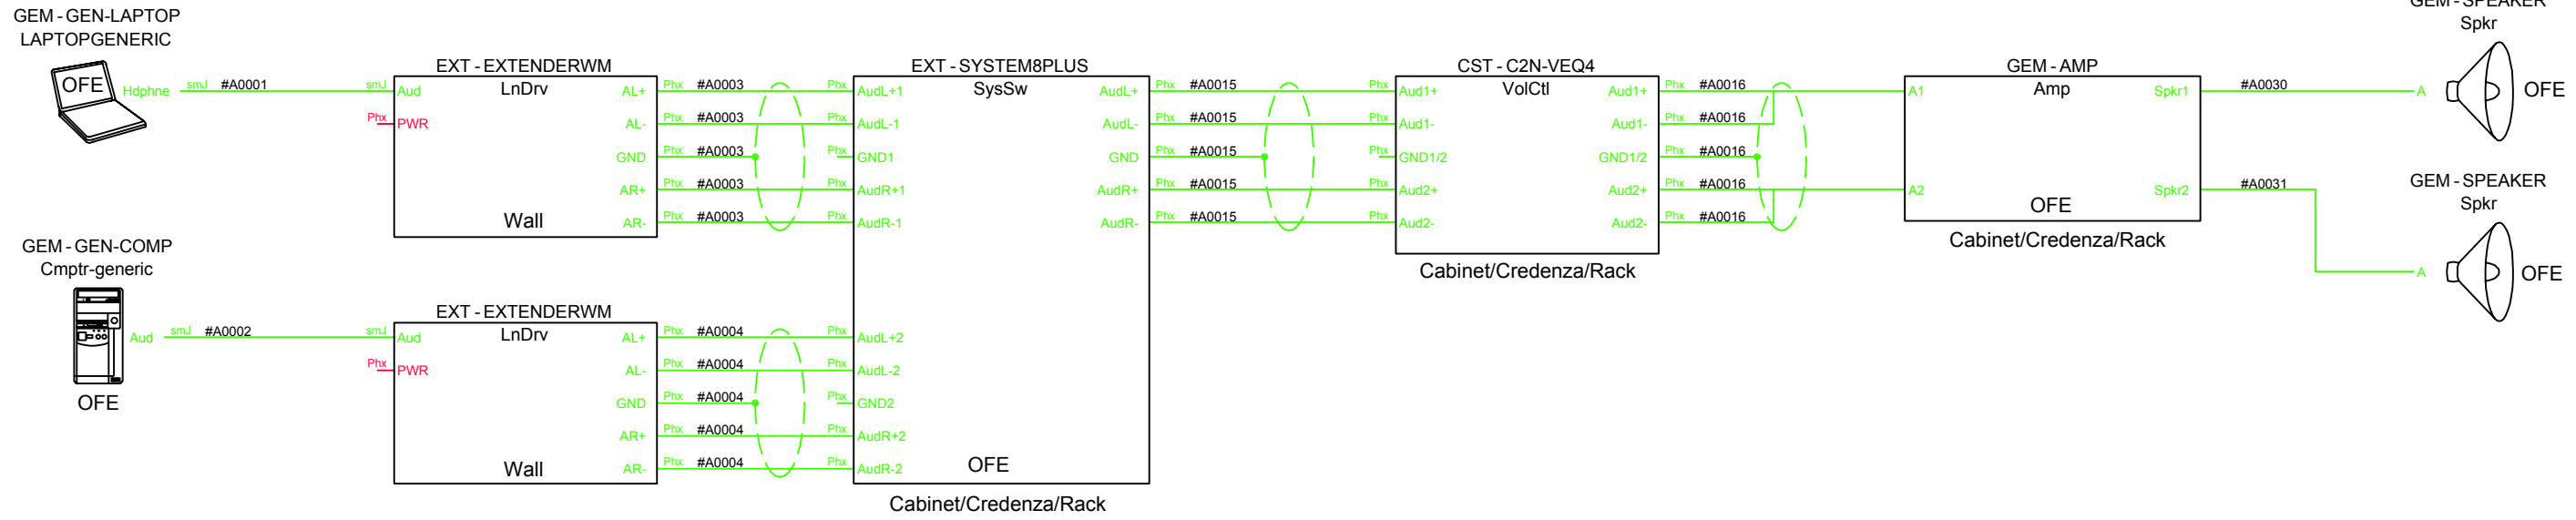 GEM - GEN-LAPTOP
LAPTOPGENERIC
OFE
Hdphne
smJ
#A0001
smJ
EXT - EXTENDERWM
LnDrv
Aud
Phx
PWR
AL+
AL-
GND
AR+
AR-
Wall
Phx #A0003 Phx
Phx #A0003 Phx
Phx #A0003 Phx
Phx #A0003 Phx
Phx #A0003 Phx
GEM - GEN-COMP
Cmptr-generic
Aud
OFE
smJ
#A0002
smJ
EXT - EXTENDERWM
LnDrv
Aud
Phx
PWR
AL+
AL-
GND
AR+
AR-
Wall
Phx #A0004 Phx
Phx #A0004 Phx
Phx #A0004 Phx
Phx #A0004 Phx
Phx #A0004 Phx
EXT - SYSTEM8PLUS
SysSw
AudL+1
AudL-1
GND1
AudR+1
AudR-1
AudL+2
AudL-2
GND2
AudR+2
AudR-2
AudL+
AudL-
GND
AudR+
AudR-
OFE
Cabinet/Credenza/Rack
Phx #A0015 Phx
Phx #A0015 Phx
Phx #A0015 Phx
Phx #A0015 Phx
Phx #A0015 Phx
CST - C2N-VEQ4
VolCtl
Aud1+ Aud1+
Aud1- Aud1-
GND1/2 GND1/2
Aud2+ Aud2+
Aud2- Aud2-
Cabinet/Credenza/Rack
Phx #A0016
Phx #A0016
Phx #A0016
Phx #A0016
Phx #A0016
GEM - AMP
Amp
A1 Spkr1
A2 Spkr2
OFE
Cabinet/Credenza/Rack
#A0030
#A0031
GEM - SPEAKER
Spkr
A
OFE
GEM - SPEAKER
Spkr
A
OFE